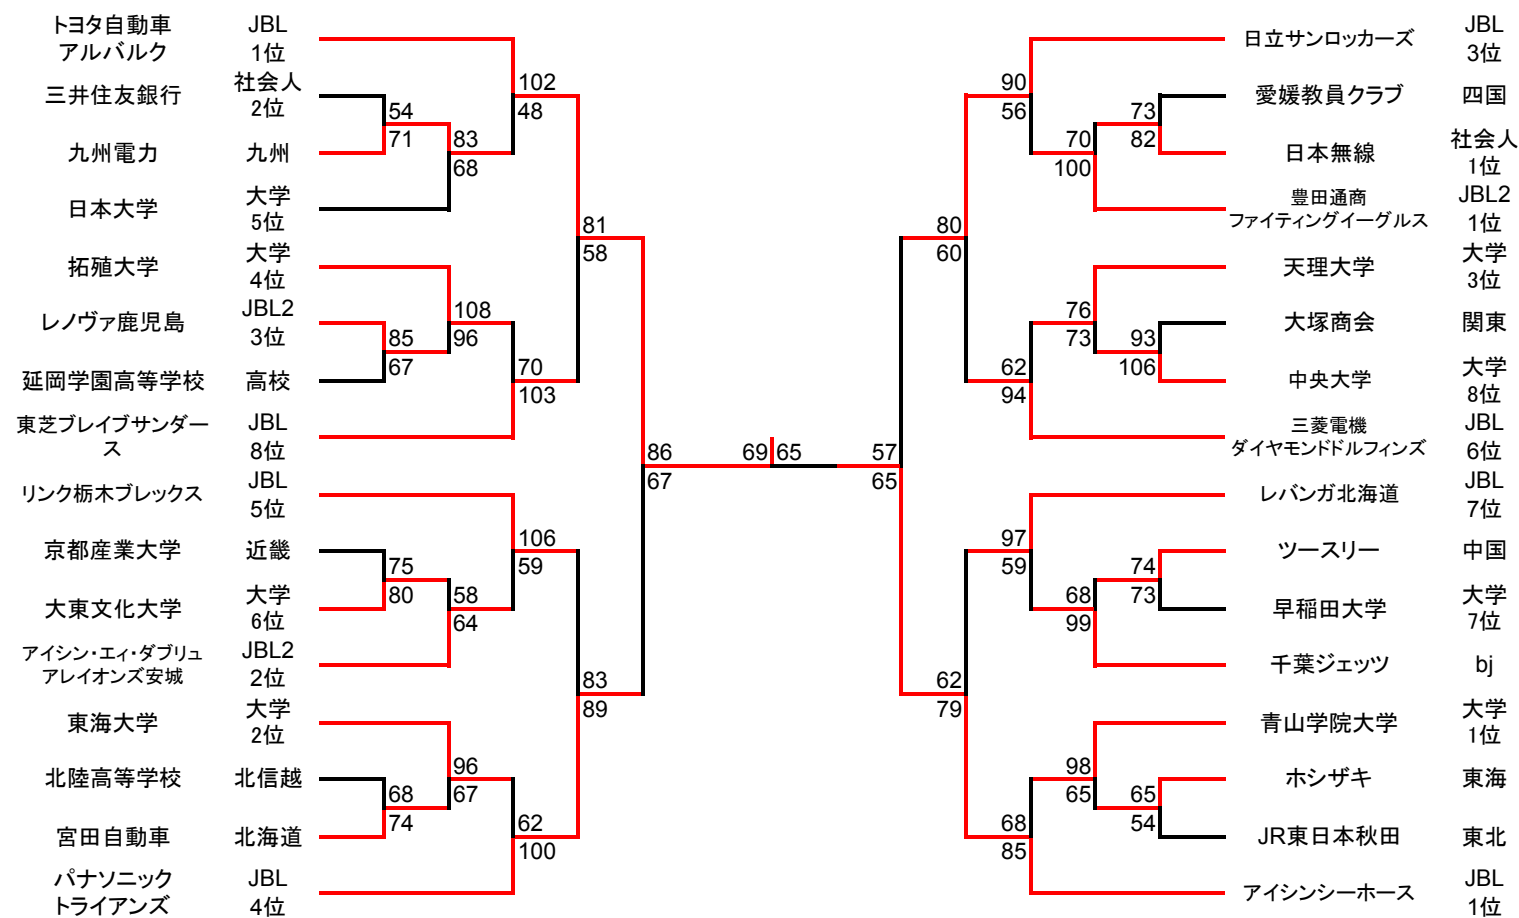 トヨタ自動車
アルバルク
JBL
1位
三井住友銀行
社会人
2位
九州電力
九州
日本大学
大学
5位
拓殖大学
大学
4位
レノヴァ鹿児島
JBL2
3位
延岡学園高等学校
高校
東芝ブレイブサンダー
ス
JBL
8位
リンク栃木ブレックス
JBL
5位
京都産業大学
近畿
大東文化大学
大学
6位
アイシン・エィ・ダブリュ
アレイオンズ安城
JBL2
2位
東海大学
大学
2位
北陸高等学校
北信越
宮田自動車
北海道
パナソニック
トライアンズ
JBL
4位
54
71
85
67
75
80
68
74
83
68
108
96
58
64
96
67
102
48
70
103
106
59
62
100
81
58
83
89
86
67
69
65
57
65
80
60
62
79
90
56
62
94
97
59
68
85
70
100
76
73
68
99
98
65
73
82
93
106
74
73
65
54
日立サンロッカーズ
JBL
3位
愛媛教員クラブ
四国
日本無線
社会人
1位
豊田通商
ファイティングイーグルス
JBL2
1位
天理大学
大学
3位
大塚商会
関東
中央大学
大学
8位
三菱電機
ダイヤモンドドルフィンズ
JBL
6位
レバンガ北海道
JBL
7位
ツースリー
中国
早稲田大学
大学
7位
千葉ジェッツ
bj
青山学院大学
大学
1位
ホシザキ
東海
JR東日本秋田
東北
アイシンシーホース
JBL
1位